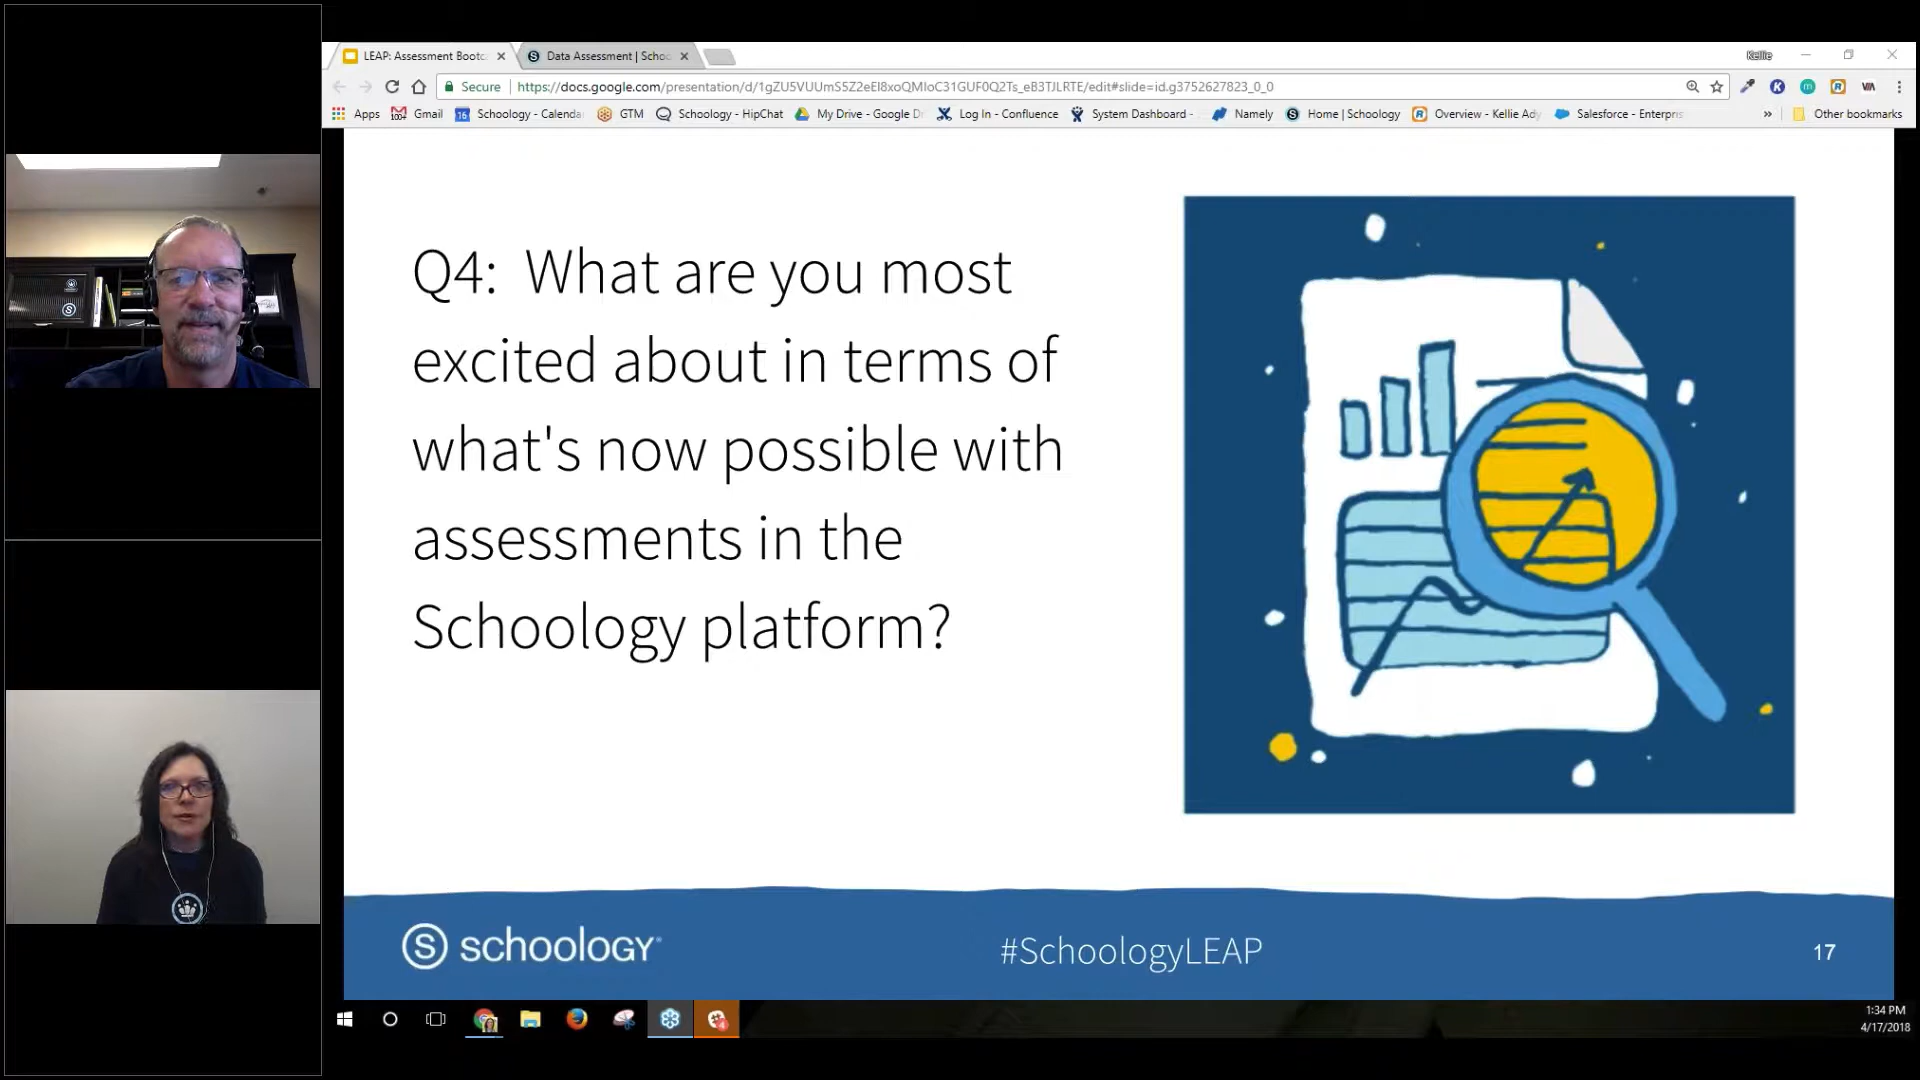 LEAP: Assessment Bootc
Data Assessment | Schoo
Kellie
Secure
https://docs.google.com/presentation/d/1gZU5VUUmS5Z2eEI8xoQMIoC31GUF0Q2Ts_eB3TJLRTE/edit#slide=id.g3752627823_0_0
Apps
Gmail
Schoology - Calenda
GTM
Schoology - HipChat
My Drive - Google D
Log In - Confluence
System Dashboard -
Namely
Home | Schoology
Overview - Kellie Ady
Salesforce - Enterpris
»
Other bookmarks
Q4: What are you most
excited about in terms of
what's now possible with
assessments in the
Schoology platform?
S schoology
#SchoologyLEAP
17
1:34 PM
4/17/2018